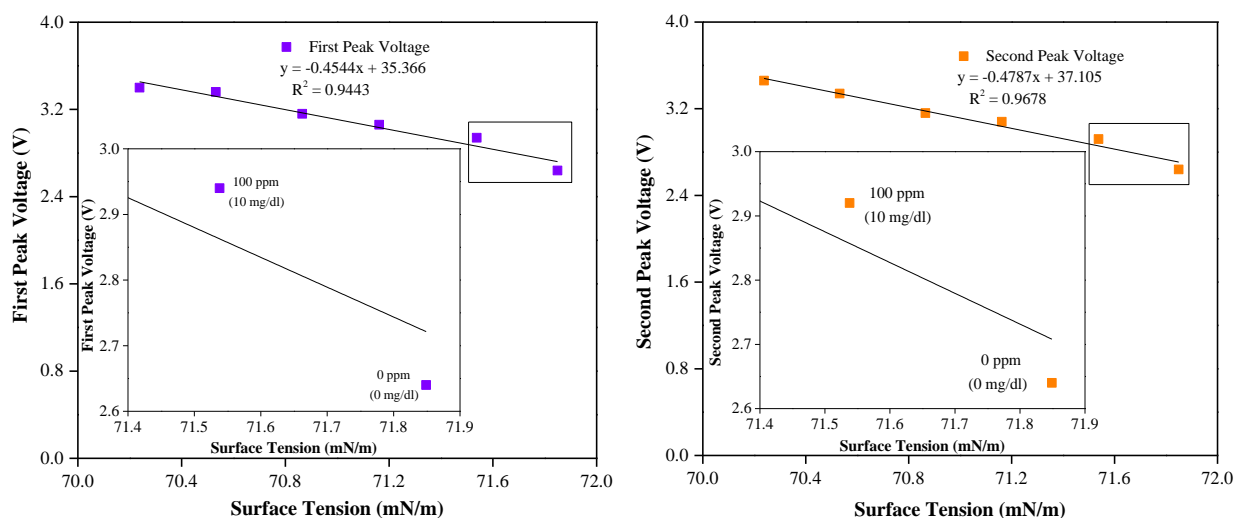 4.0
3.2
2.4
1.6
0.8
0.0
First Peak Voltage (V)
First Peak Voltage
y = -0.4544x + 35.366
R² = 0.9443
3.0
2.9
2.8
2.7
2.6
First Peak Voltage (V)
100 ppm
(10 mg/dl)
0 ppm
(0 mg/dl)
71.4 71.5 71.6 71.7 71.8 71.9
Surface Tension (mN/m)
70.0 70.4 70.8 71.2 71.6 72.0
Surface Tension (mN/m)
4.0
3.2
2.4
1.6
0.8
0.0
Second Peak Voltage (V)
Second Peak Voltage
y = -0.4787x + 37.105
R² = 0.9678
3.0
2.9
2.8
2.7
2.6
Second Peak Voltage (V)
100 ppm
(10 mg/dl)
0 ppm
(0 mg/dl)
71.4 71.5 71.6 71.7 71.8 71.9
Surface Tension (mN/m)
70.0 70.4 70.8 71.2 71.6 72.0
Surface Tension (mN/m)